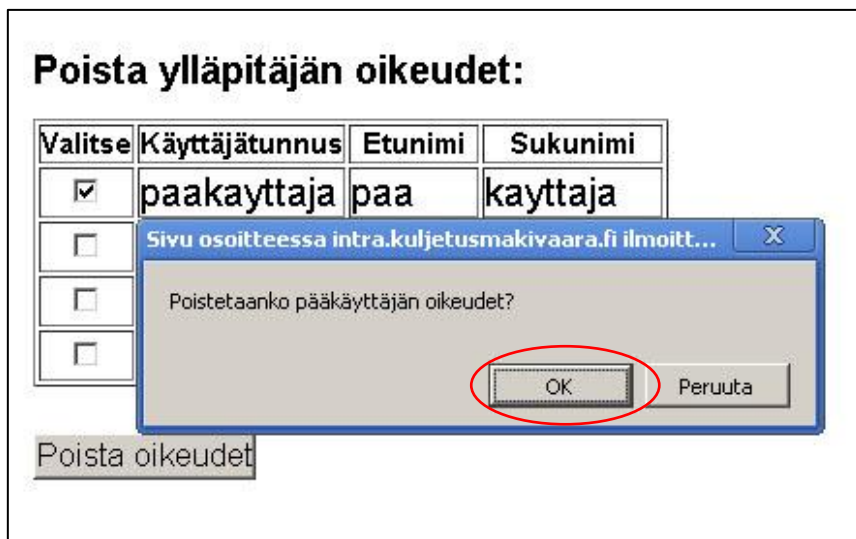 Poista ylläpitäjän oikeudet:
Valitse Käyttäjätunnus Etunimi Sukunimi
paakayttaja paa kayttaja
Sivu osoitteessa intra.kuljetusmakivaara.fi ilmoitt...
Poistetaanko pääkäyttäjän oikeudet?
OK Peruuta
Poista oikeudet